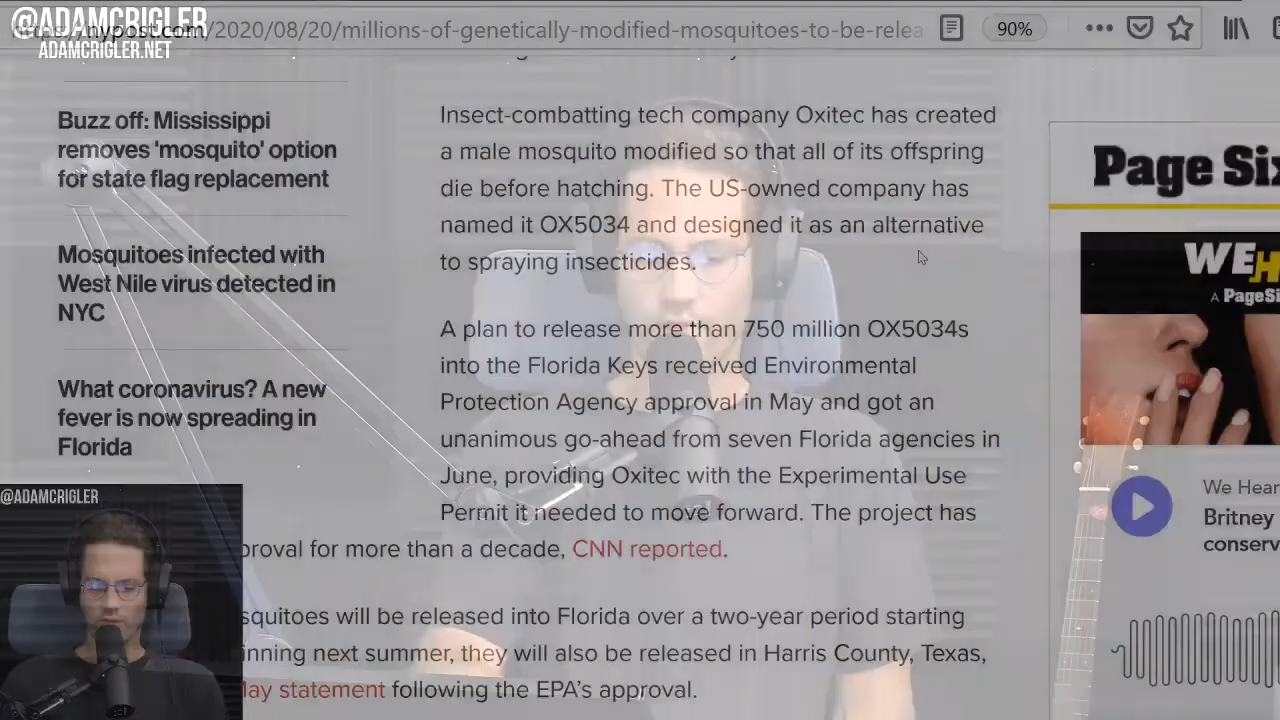 @ADAMCRIGLER
ADAMCRIGLER.NET
https://nypost.com/2020/08/20/millions-of-genetically-modified-mosquitoes-to-be-relea
90%
Buzz off: Mississippi
removes 'mosquito' option
for state flag replacement
Mosquitoes infected with
West Nile virus detected in
NYC
What coronavirus? A new
fever is now spreading in
Florida
Insect-combatting tech company Oxitec has created
a male mosquito modified so that all of its offspring
die before hatching. The US-owned company has
named it OX5034 and designed it as an alternative
to spraying insecticides.
A plan to release more than 750 million OX5034s
into the Florida Keys received Environmental
Protection Agency approval in May and got an
unanimous go-ahead from seven Florida agencies in
June, providing Oxitec with the Experimental Use
Permit it needed to move forward. The project has
proval for more than a decade, CNN reported.
squitoes will be released into Florida over a two-year period starting
inning next summer, they will also be released in Harris County, Texas,
May statement following the EPA's approval.
Page Si
WE H
A PageSi
We Hear
Britney
conserv
@ADAMCRIGLER